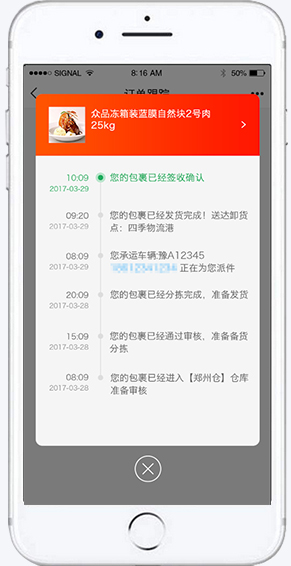 SIGNAL 8:16 AM 50%
订单跟踪
众品冻箱装蓝膜自然块2号肉
25kg
10:09 您的包裹已经签收确认
2017-03-29
09:20 您的包裹已经发货完成！送达卸货
2017-03-29 点：四季物流港
08:09 您承运车辆:豫A12345
2017-03-29 正在为您派件
20:09 您的包裹已经分拣完成、准备发货
2017-03-28
15:09 您的包裹已经通过审核、准备备货
2017-03-28 分拣
08:09 您的包裹已经进入【郑州仓】仓库
2017-03-28 准备审核